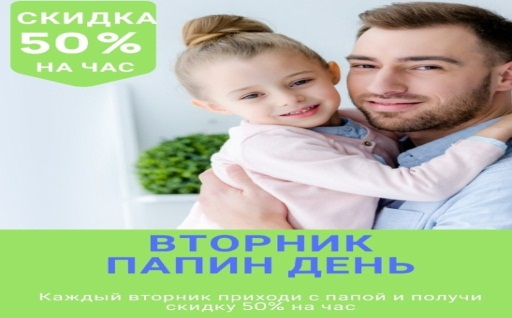 СКИДКА
50%
НА ЧАС
ВТОРНИК
ПАПИН ДЕНЬ
Каждый вторник приходи с папой и получи
скидку 50% на час